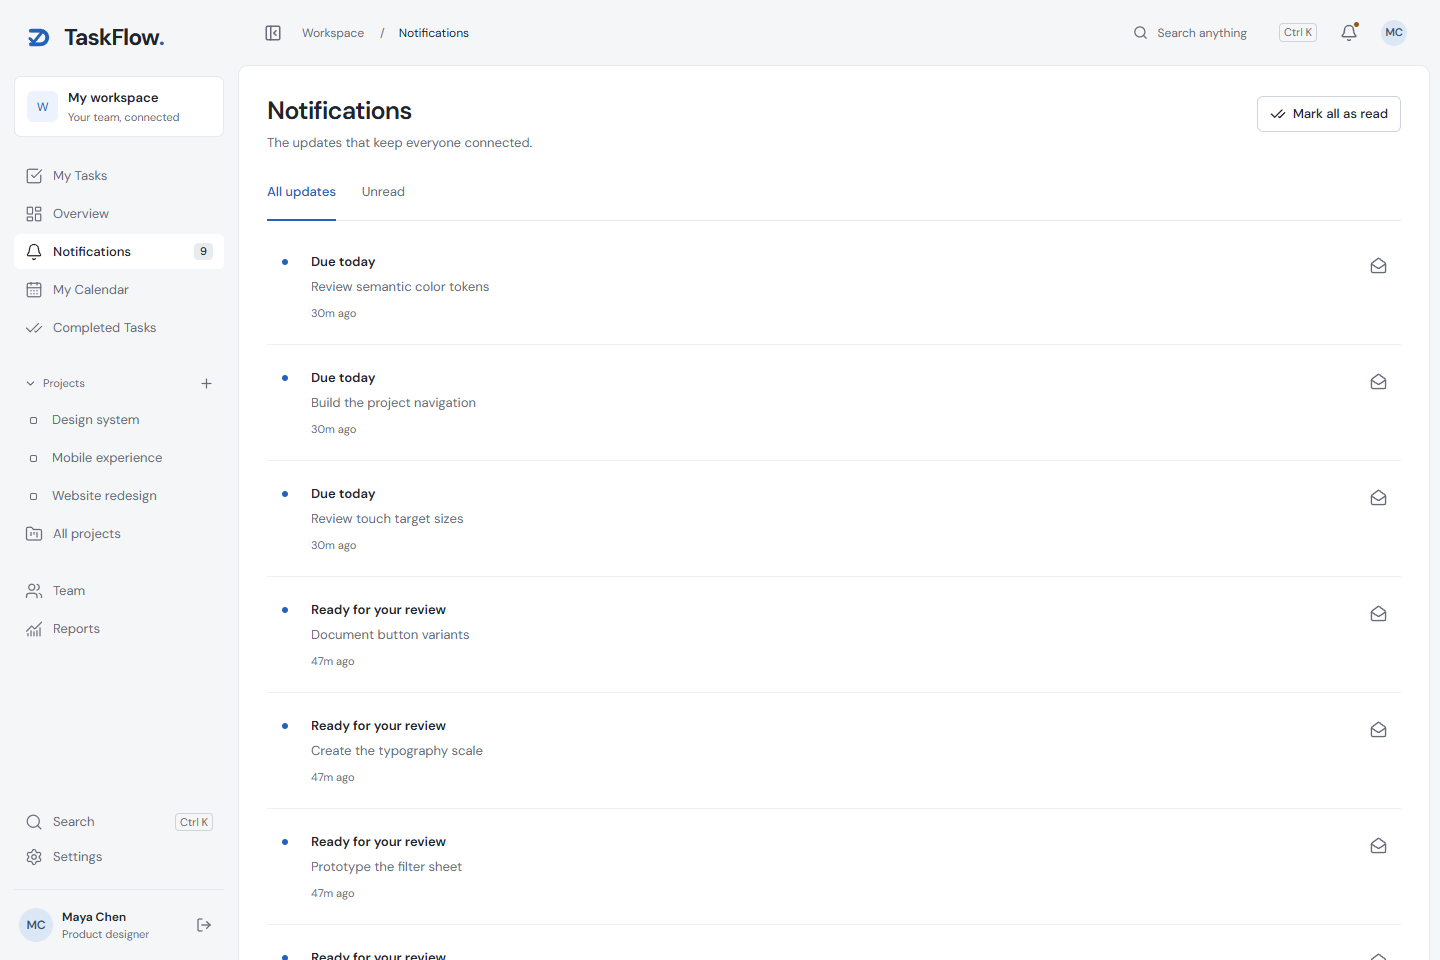 TaskFlow.
W
My workspace
Your team, connected
My Tasks
Overview
Notifications 9
My Calendar
Completed Tasks
Projects
Design system
Mobile experience
Website redesign
All projects
Team
Reports
Search Ctrl K
Settings
MC
Maya Chen
Product designer
Workspace / Notifications
Search anything Ctrl K
MC
Notifications
The updates that keep everyone connected.
Mark all as read
All updates Unread
Due today
Review semantic color tokens
30m ago
Due today
Build the project navigation
30m ago
Due today
Review touch target sizes
30m ago
Ready for your review
Document button variants
47m ago
Ready for your review
Create the typography scale
47m ago
Ready for your review
Prototype the filter sheet
47m ago
Ready for your review